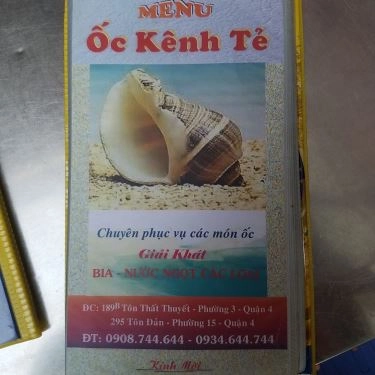 MENU
Ốc Kênh Tẻ
Chuyên phục vụ các món ốc
Giải Khát
BIA - NƯỚC NGỌT CÁC LOẠI
ĐC: 189B Tôn Thất Thuyết - Phường 3 - Quận 4
295 Tôn Đản - Phường 15 - Quận 4
ĐT: 0908.744.644 - 0934.644.744
Kính Mời